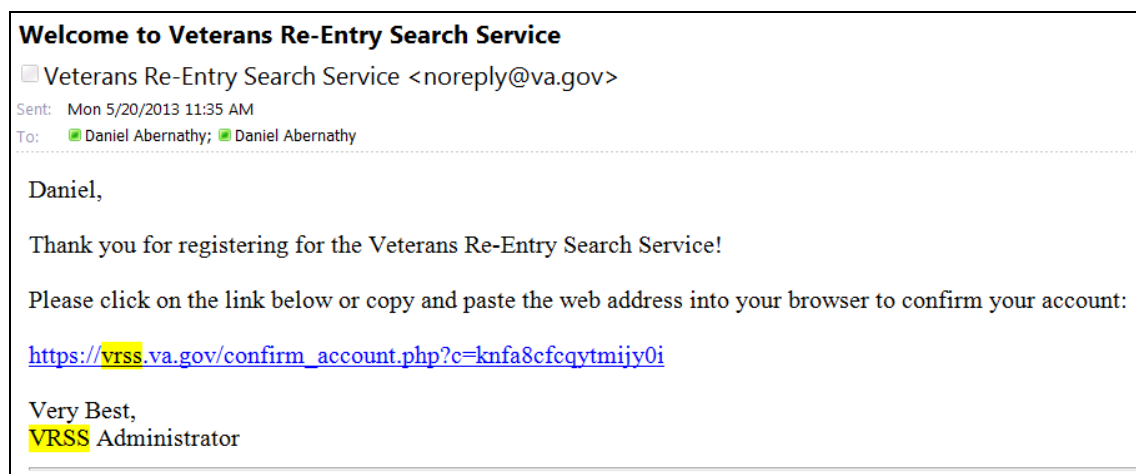 Welcome to Veterans Re-Entry Search Service
Veterans Re-Entry Search Service <noreply@va.gov>
Sent: Mon 5/20/2013 11:35 AM
To: Daniel Abernathy; Daniel Abernathy
Daniel,
Thank you for registering for the Veterans Re-Entry Search Service!
Please click on the link below or copy and paste the web address into your browser to confirm your account:
https://vrss.va.gov/confirm_account.php?c=knfa8cfcqytmijy0i
Very Best,
VRSS Administrator